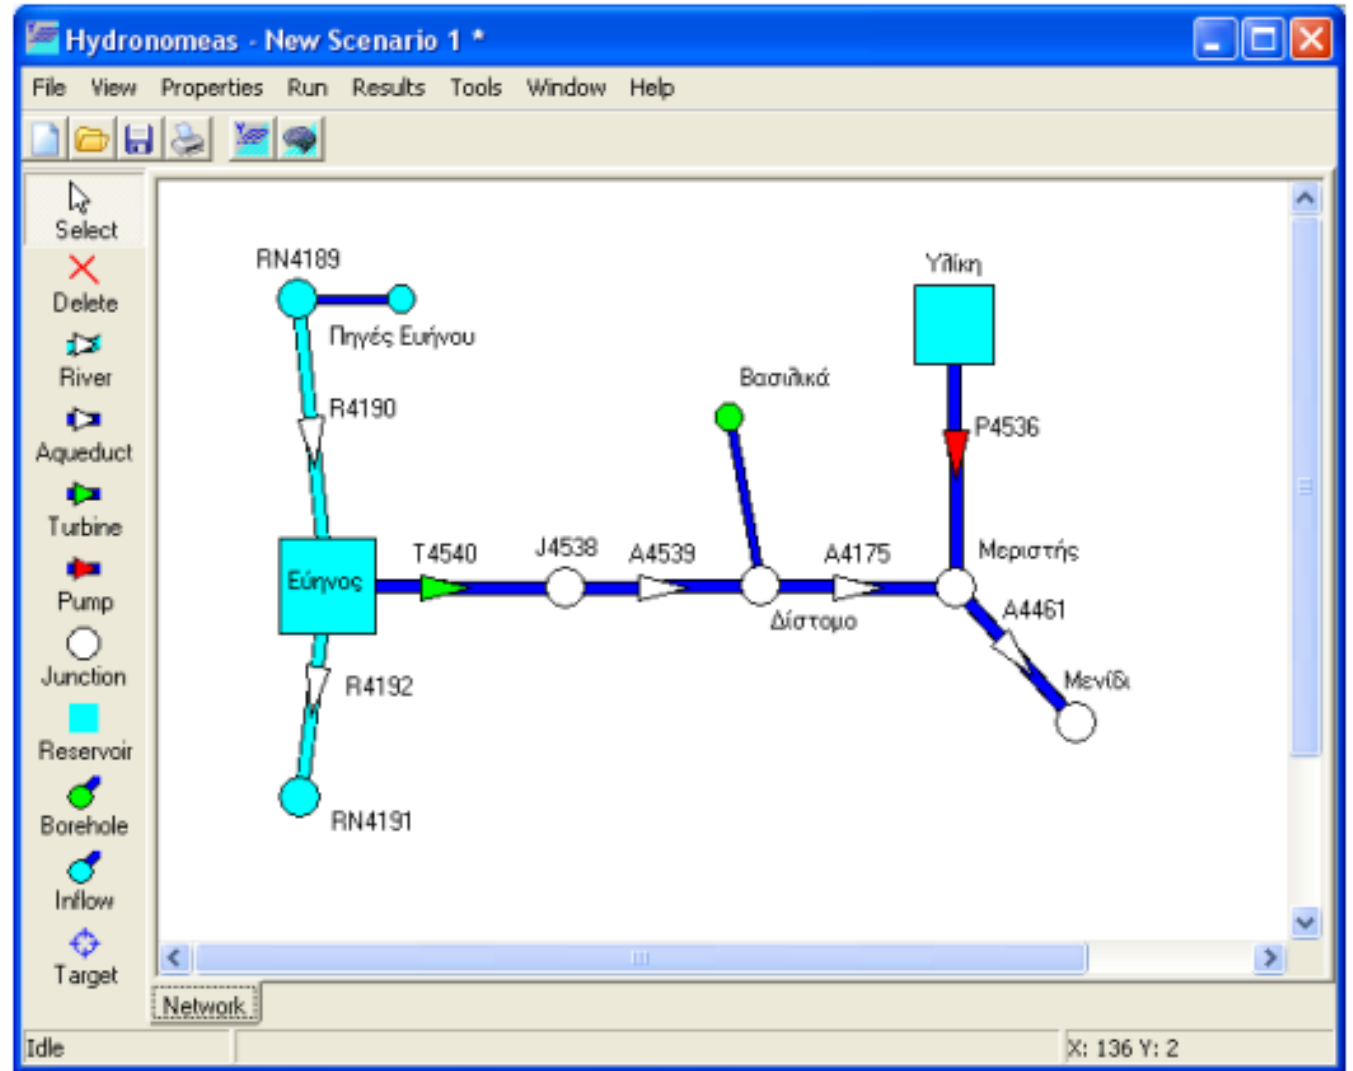 Hydronomeas - New Scenario 1 *
File View Properties Run Results Tools Window Help
Select
Delete
River
Aqueduct
Turbine
Pump
Junction
Reservoir
Borehole
Inflow
Target
RN4189
Πηγές Ευήνου
R4190
Υλίκη
Βασιλικά
P4536
Εύηνος
T4540
J4538
A4539
A4175
Μεριστής
Δίστομο
A4461
R4192
Μενίδι
RN4191
Network
Idle
X: 136 Y: 2